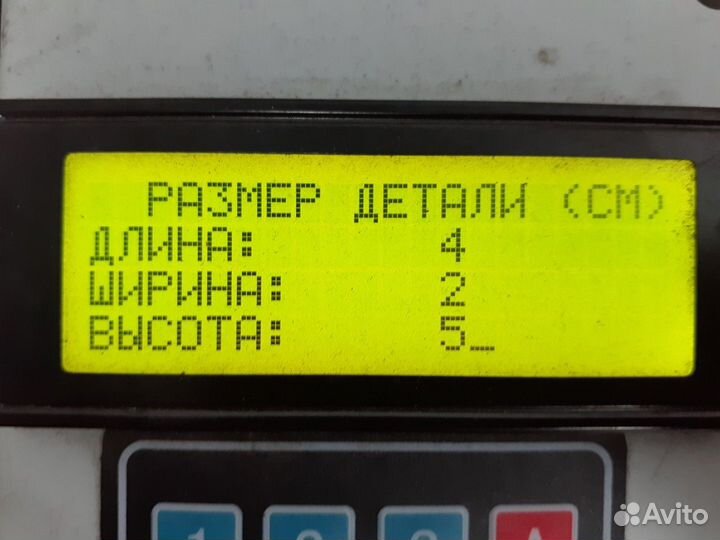 РАЗМЕР ДЕТАЛИ (СМ)
ДЛИНА: 4
ШИРИНА: 2
ВЫСОТА: 5_
Avito